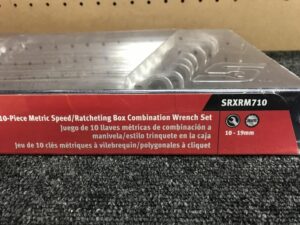 SRXRM710
10-Piece Metric Speed/Ratcheting Box Combination Wrench Set
Juego de 10 llaves métricas de combinación a
manivela/estilo trinquete en la caja
Jeu de 10 clés métriques à vilebrequin/polygonales à cliquet
10 - 19mm